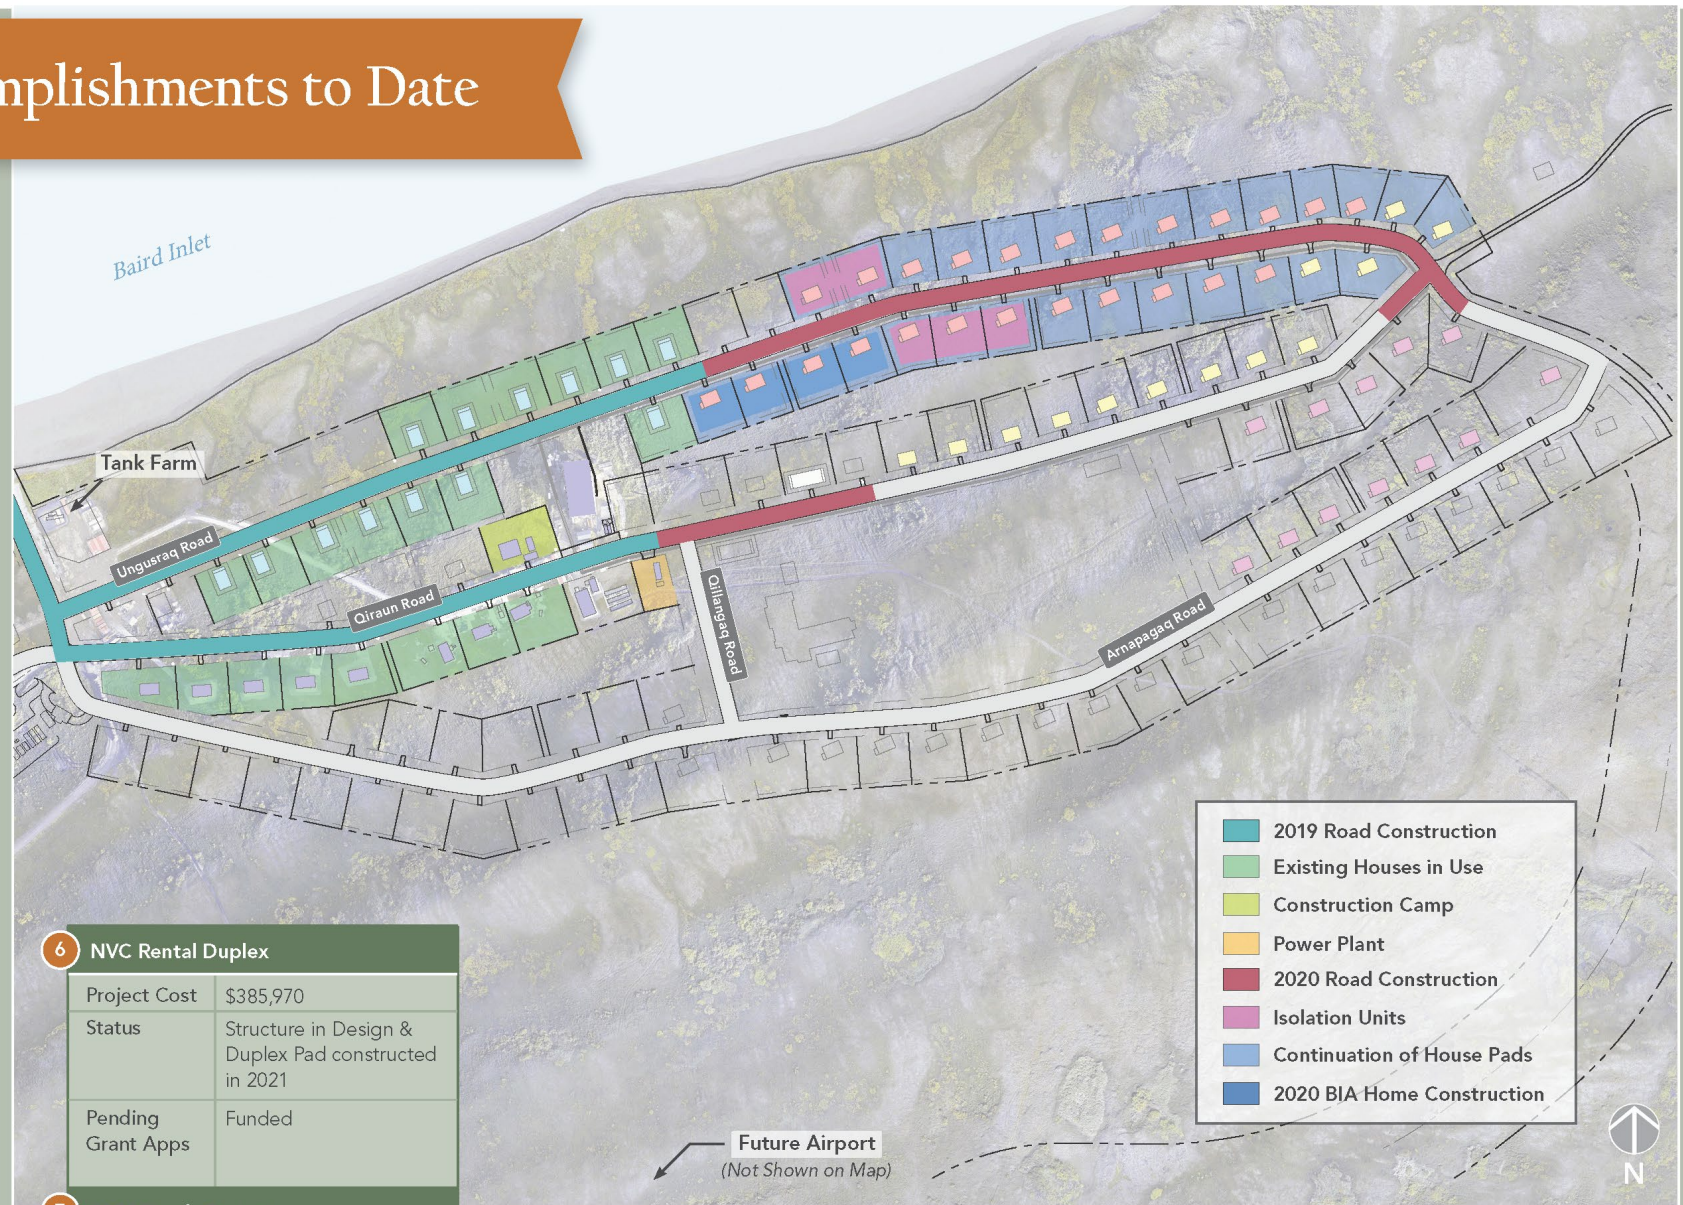 mplishments to Date
Baird Inlet
Tank Farm
Ungusraq Road
Qiraun Road
Qillangaq Road
Arnapagaq Road
2019 Road Construction
Existing Houses in Use
Construction Camp
Power Plant
2020 Road Construction
Isolation Units
Continuation of House Pads
2020 BIA Home Construction
6 NVC Rental Duplex
Project Cost $385,970
Status Structure in Design &
Duplex Pad constructed
in 2021
Pending Funded
Grant Apps
Future Airport
(Not Shown on Map)
N